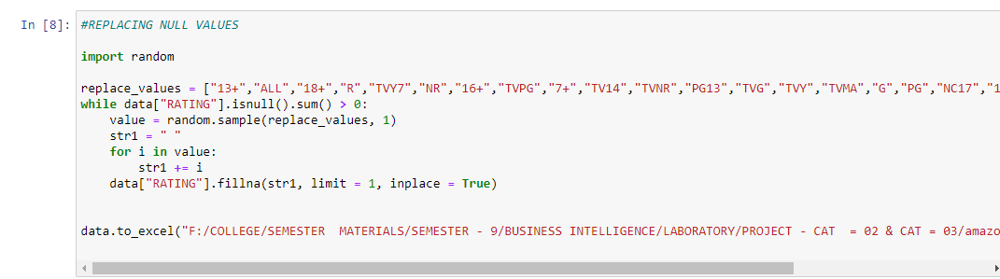 In [8]: #REPLACING NULL VALUES
import random
replace_values = ["13+","ALL","18+","R","TVY7","NR","16+","TVPG","7+","TV14","TVNR","PG13","TVG","TVY","TVMA","G","PG","NC17","1
while data["RATING"].isnull().sum() > 0:
    value = random.sample(replace_values, 1)
    str1 = " "
    for i in value:
        str1 += i
    data["RATING"].fillna(str1, limit = 1, inplace = True)
data.to_excel("F:/COLLEGE/SEMESTER  MATERIALS/SEMESTER - 9/BUSINESS INTELLIGENCE/LABORATORY/PROJECT - CAT  = 02 & CAT = 03/amazo